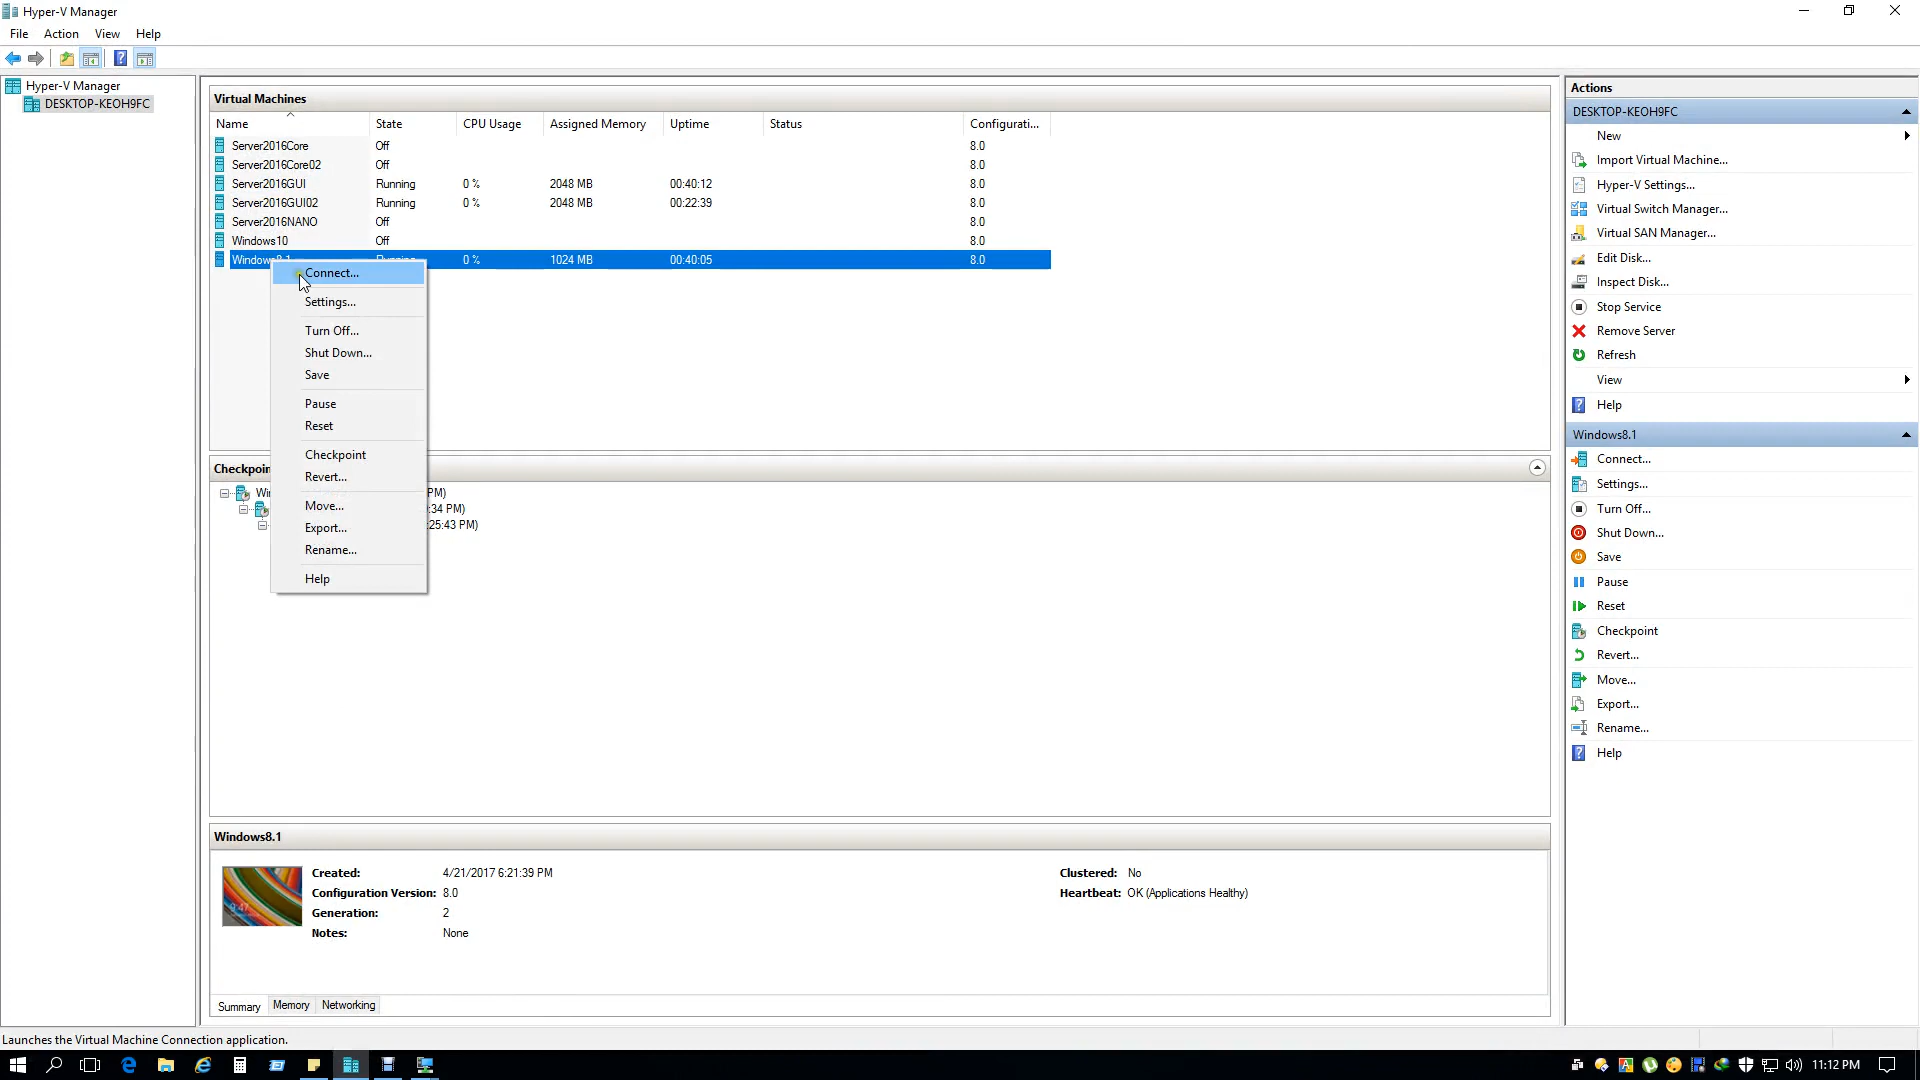 Hyper-V Manager
File Action View Help
Hyper-V Manager
DESKTOP-KEOH9FC
Virtual Machines
Name State CPU Usage Assigned Memory Uptime Status Configurati...
Server2016Core Off 8.0
Server2016Core02 Off 8.0
Server2016GUI Running 0 % 2048 MB 00:40:12 8.0
Server2016GUI02 Running 0 % 2048 MB 00:22:39 8.0
Server2016NANO Off 8.0
Windows10 Off 8.0
Windows8.1 Running 0 % 1024 MB 00:40:05 8.0
Connect...
Settings...
Turn Off...
Shut Down...
Save
Pause
Reset
Checkpoint
Revert...
Move...
Export...
Rename...
Help
Checkpoin
Wi PM)
:34 PM)
:25:43 PM)
Windows8.1
Created: 4/21/2017 6:21:39 PM
Configuration Version: 8.0
Generation: 2
Notes: None
Clustered: No
Heartbeat: OK (Applications Healthy)
Summary Memory Networking
Actions
DESKTOP-KEOH9FC
New
Import Virtual Machine...
Hyper-V Settings...
Virtual Switch Manager...
Virtual SAN Manager...
Edit Disk...
Inspect Disk...
Stop Service
Remove Server
Refresh
View
Help
Windows8.1
Connect...
Settings...
Turn Off...
Shut Down...
Save
Pause
Reset
Checkpoint
Revert...
Move...
Export...
Rename...
Help
Launches the Virtual Machine Connection application.
11:12 PM